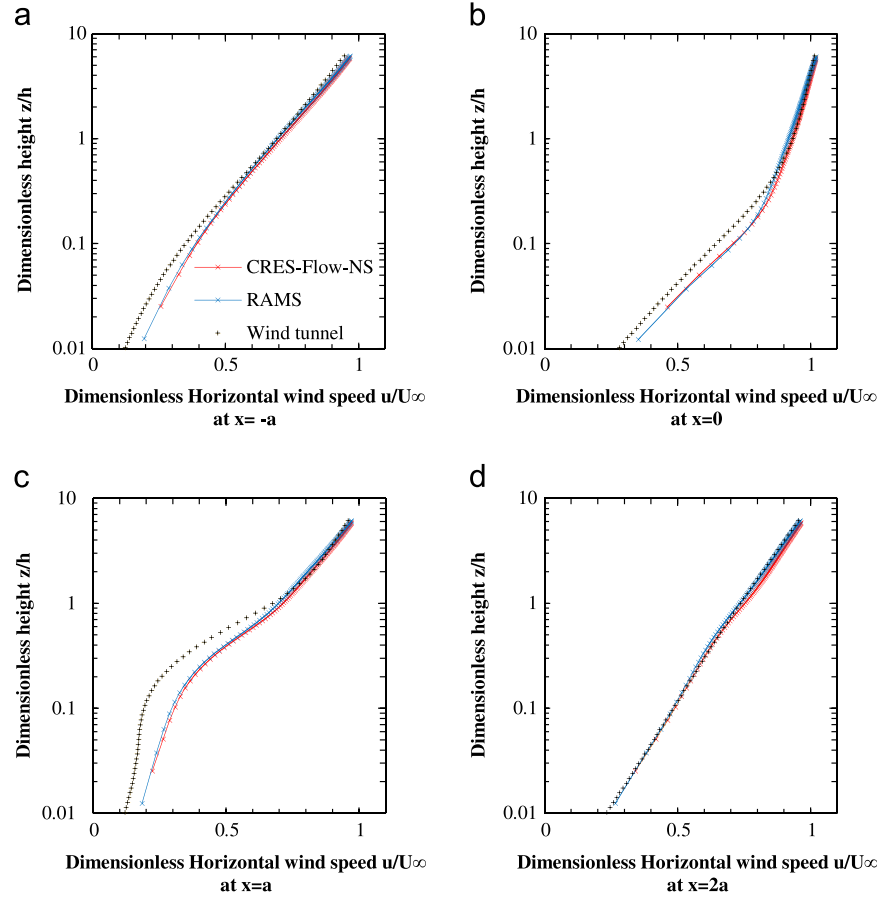 a
10
1
0.1
0.01
0
0.5
1
Dimensionless height z/h
CRES-Flow-NS
RAMS
Wind tunnel
Dimensionless Horizontal wind speed u/U∞
at x= -a
b
10
1
0.1
0.01
0
0.5
1
Dimensionless height z/h
Dimensionless Horizontal wind speed u/U∞
at x=0
c
10
1
0.1
0.01
0
0.5
1
Dimensionless height z/h
Dimensionless Horizontal wind speed u/U∞
at x=a
d
10
1
0.1
0.01
0
0.5
1
Dimensionless height z/h
Dimensionless Horizontal wind speed u/U∞
at x=2a